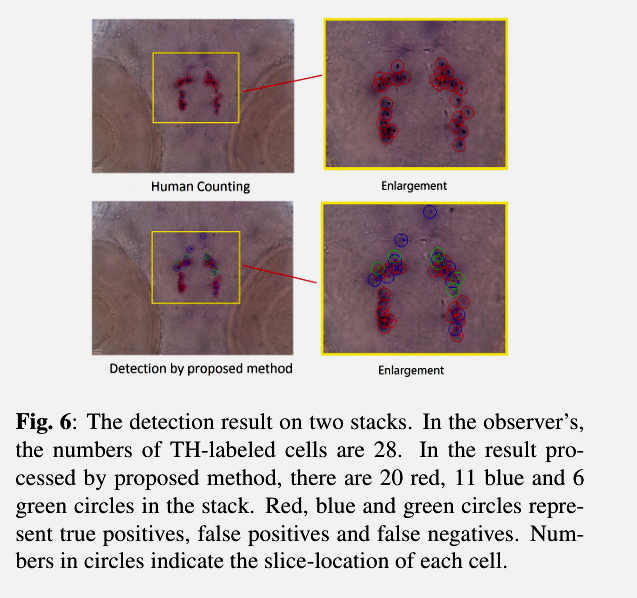 Human Counting
Enlargement
Detection by proposed method
Enlargement
Fig. 6: The detection result on two stacks. In the observer's,
the numbers of TH-labeled cells are 28. In the result pro-
cessed by proposed method, there are 20 red, 11 blue and 6
green circles in the stack. Red, blue and green circles repre-
sent true positives, false positives and false negatives. Num-
bers in circles indicate the slice-location of each cell.